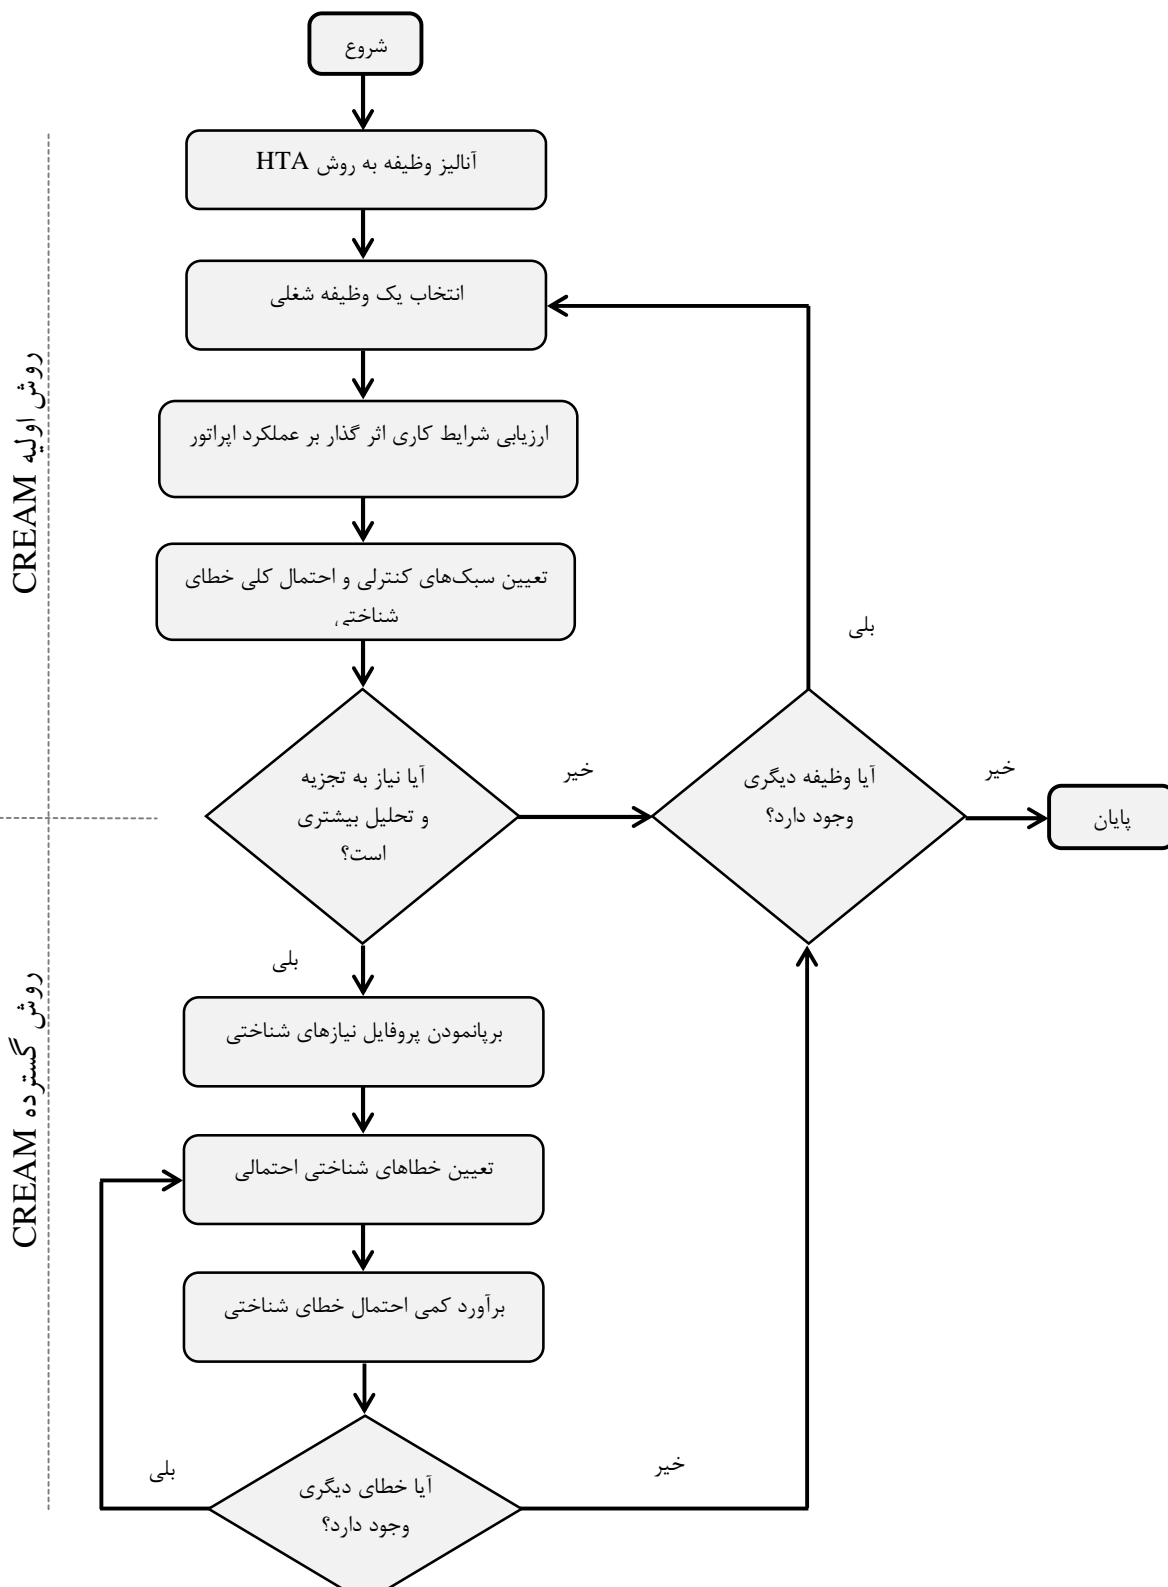 شروع
آنالیز وظیفه به روش HTA
انتخاب یک وظیفه شغلی
ارزیابی شرایط کاری اثر گذار بر عملکرد اپراتور
تعیین سبک‌های کنترلی و احتمال کلی خطای
شناختی
روش اولیه CREAM
بلی
آیا نیاز به تجزیه
و تحلیل بیشتری
است؟
خیر
آیا وظیفه دیگری
وجود دارد؟
خیر
پایان
بلی
برپانمودن پروفایل نیازهای شناختی
تعیین خطاهای شناختی احتمالی
برآورد کمی احتمال خطای شناختی
روش گسترده CREAM
آیا خطای دیگری
وجود دارد؟
بلی
خیر